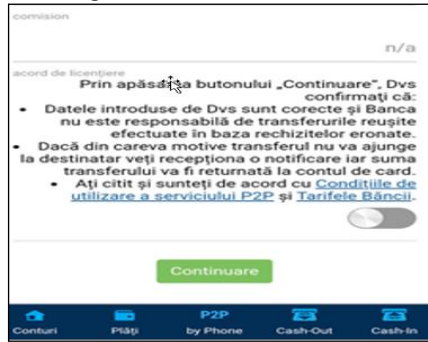 comision
n/a
acord de licențiere
Prin apăsarea butonului „Continuare", Dvs
confirmați că:
• Datele introduse de Dvs sunt corecte și Banca
nu este responsabilă de transferurile reușite
efectuate în baza rechizitelor eronate.
• Dacă din careva motive transferul nu va ajunge
la destinatar veți recepționa o notificare iar suma
transferului va fi returnată la contul de card.
• Ați citit și sunteți de acord cu Condițiile de
utilizare a serviciului P2P și Tarifele Băncii.
Continuare
Conturi Plăți P2P by Phone Cash-Out Cash-In